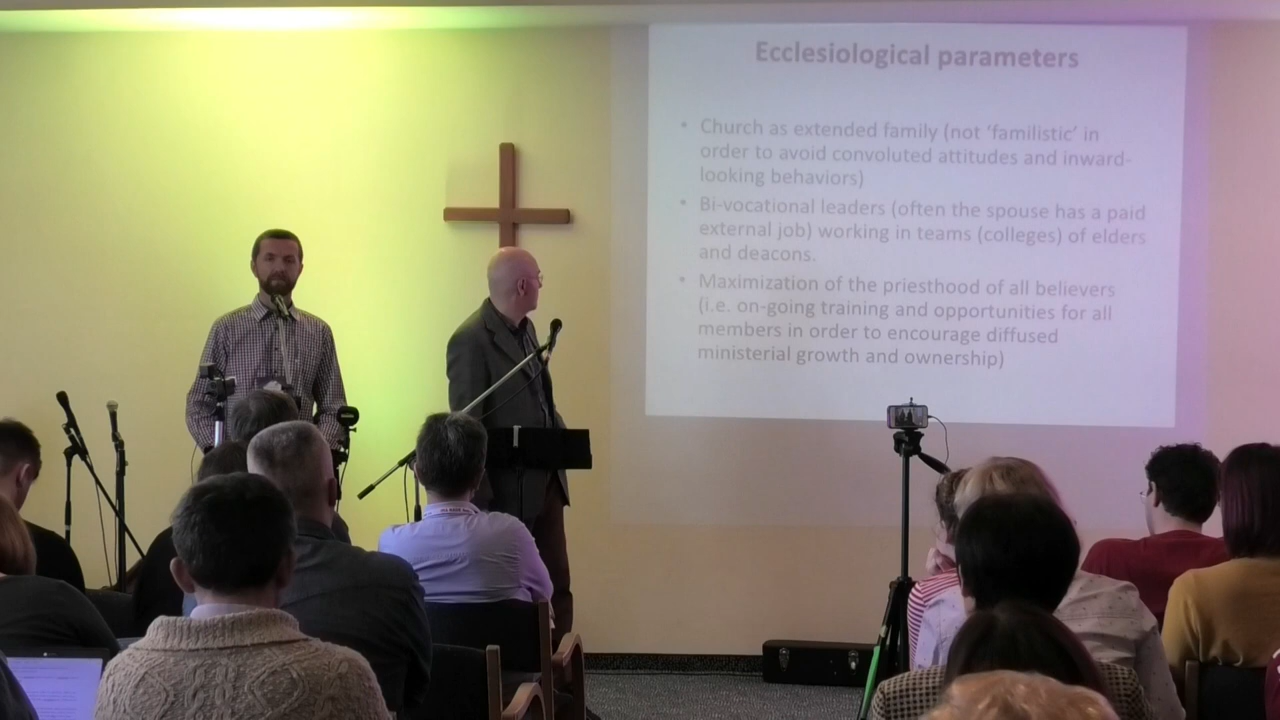 Ecclesiological parameters
• Church as extended family (not ‘familistic’ in
order to avoid convoluted attitudes and inward-
looking behaviors)
• Bi-vocational leaders (often the spouse has a paid
external job) working in teams (colleges) of elders
and deacons.
• Maximization of the priesthood of all believers
(i.e. on-going training and opportunities for all
members in order to encourage diffused
ministerial growth and ownership)